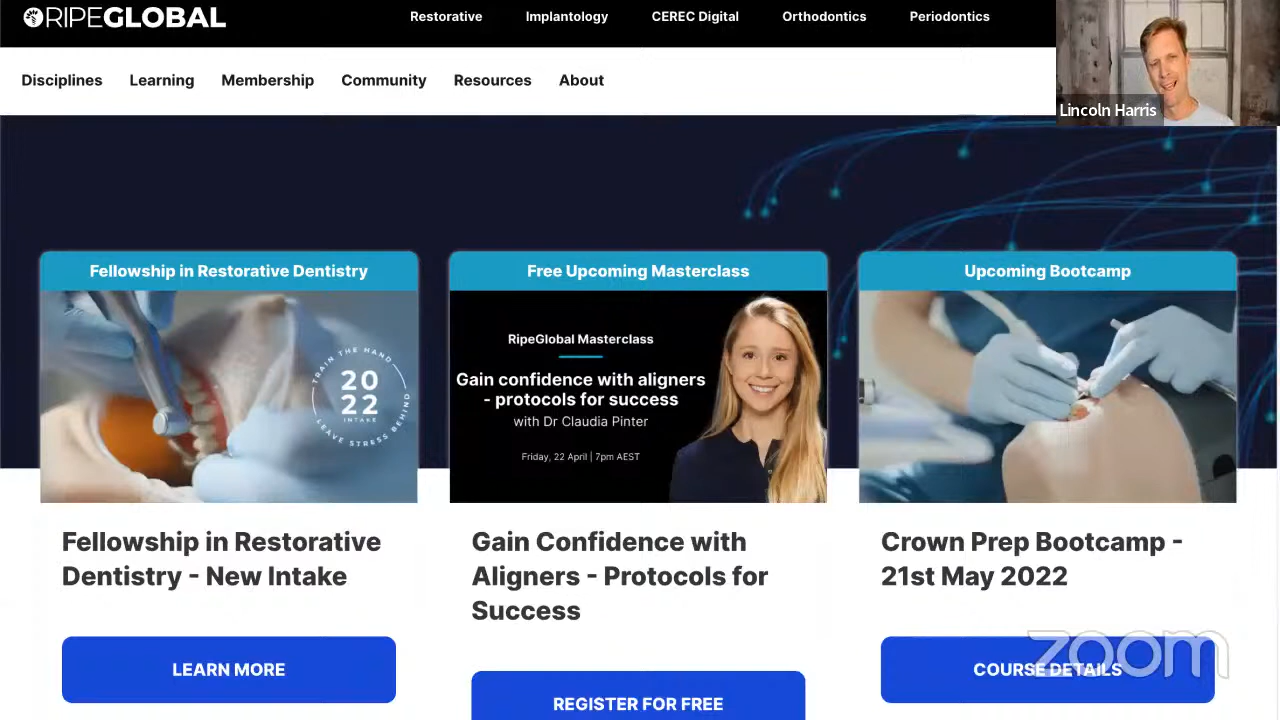 RIPEGLOBAL
Restorative
Implantology
CEREC Digital
Orthodontics
Periodontics
Disciplines
Learning
Membership
Community
Resources
About
Lincoln Harris
Fellowship in Restorative Dentistry
TRAIN THE HAND
20
22
INTAKE
LEAVE STRESS BEHIND
Fellowship in Restorative
Dentistry - New Intake
LEARN MORE
Free Upcoming Masterclass
RipeGlobal Masterclass
Gain confidence with aligners
- protocols for success
with Dr Claudia Pinter
Friday, 22 April | 7pm AEST
Gain Confidence with
Aligners - Protocols for
Success
REGISTER FOR FREE
Upcoming Bootcamp
Crown Prep Bootcamp -
21st May 2022
COURSE DETAILS
zoom